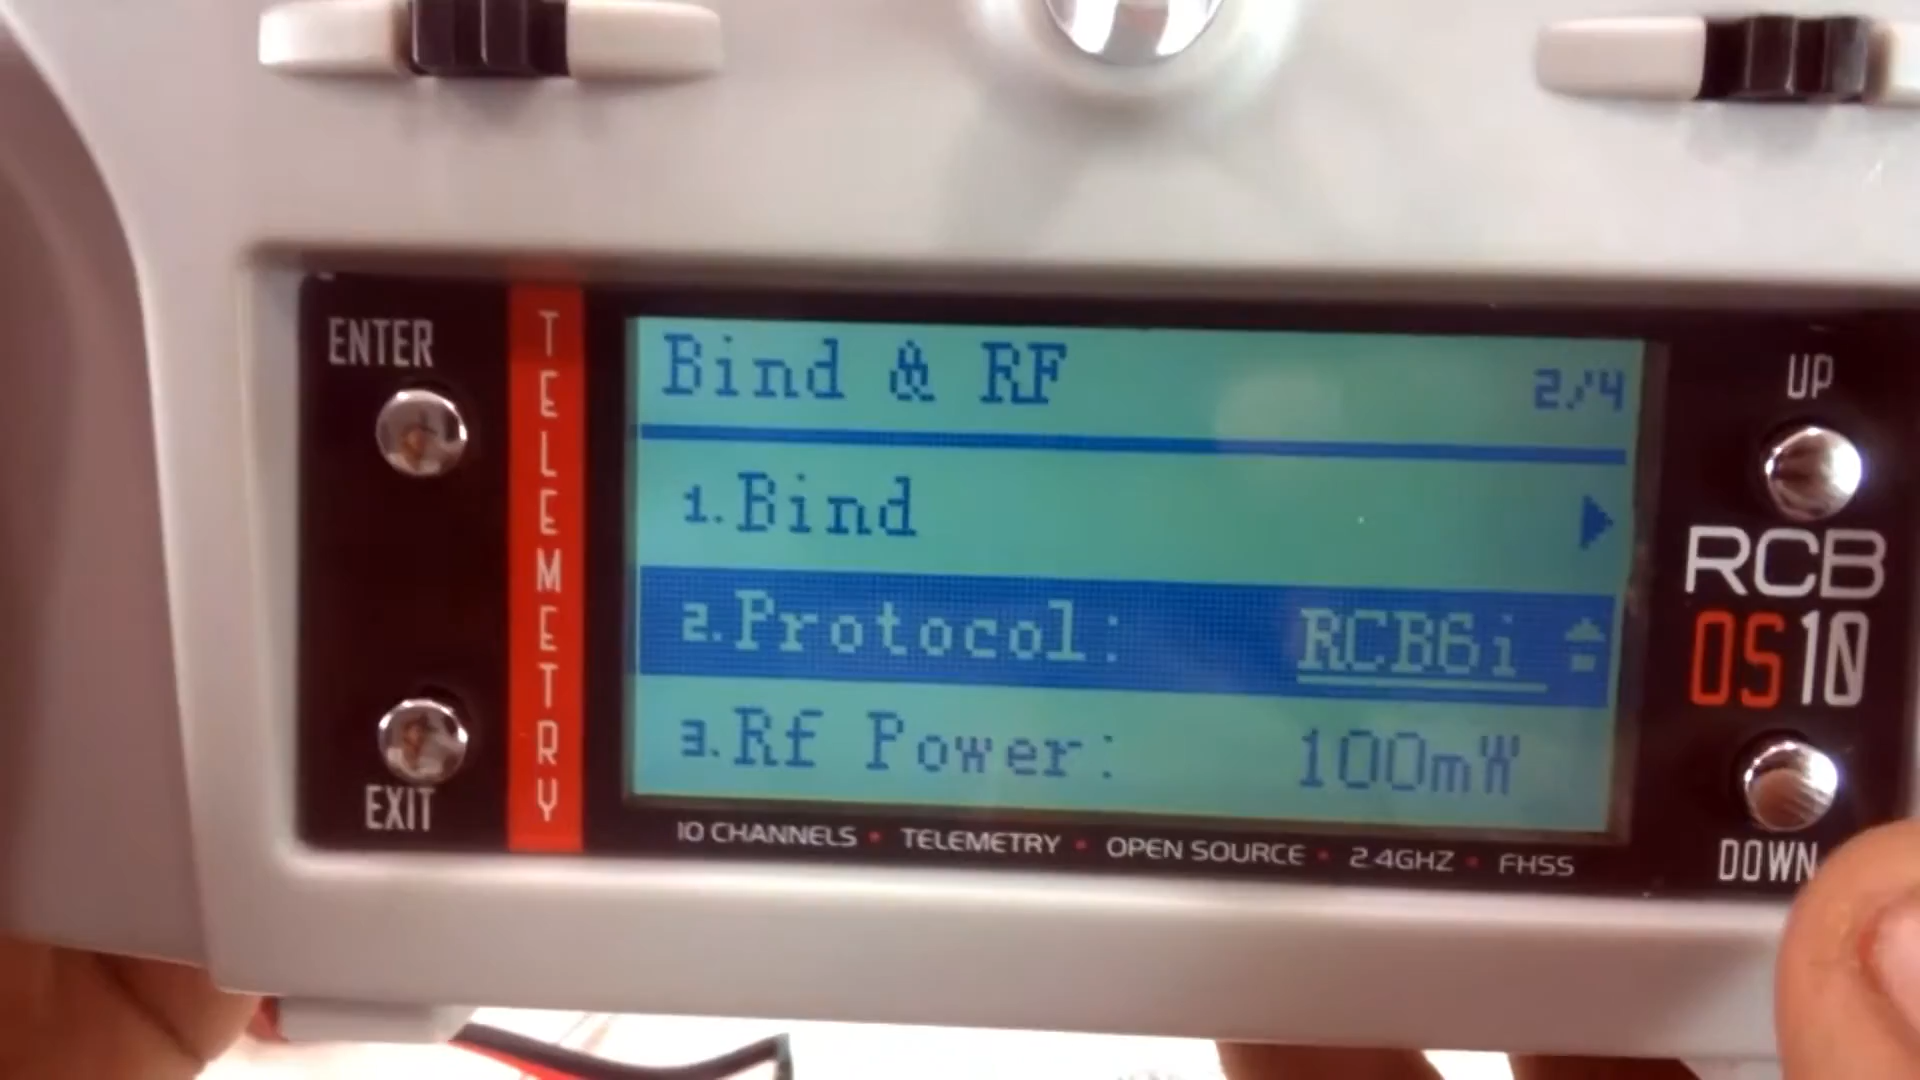 ENTER
EXIT
TELEMETRY
Bind & RF 2/4
1.Bind
2.Protocol: RCB6i
3.Rf Power: 100mW
10 CHANNELS • TELEMETRY • OPEN SOURCE • 2.4GHZ • FHSS
UP
RCB
OS10
DOWN